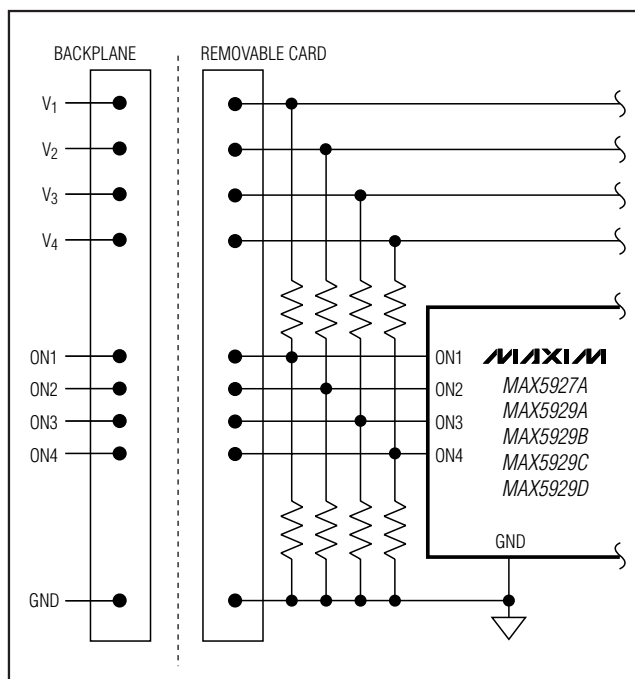 BACKPLANE
REMOVABLE CARD
V1
V2
V3
V4
ON1
ON2
ON3
ON4
GND
ON1
ON2
ON3
ON4
MAXIM
MAX5927A
MAX5929A
MAX5929B
MAX5929C
MAX5929D
GND